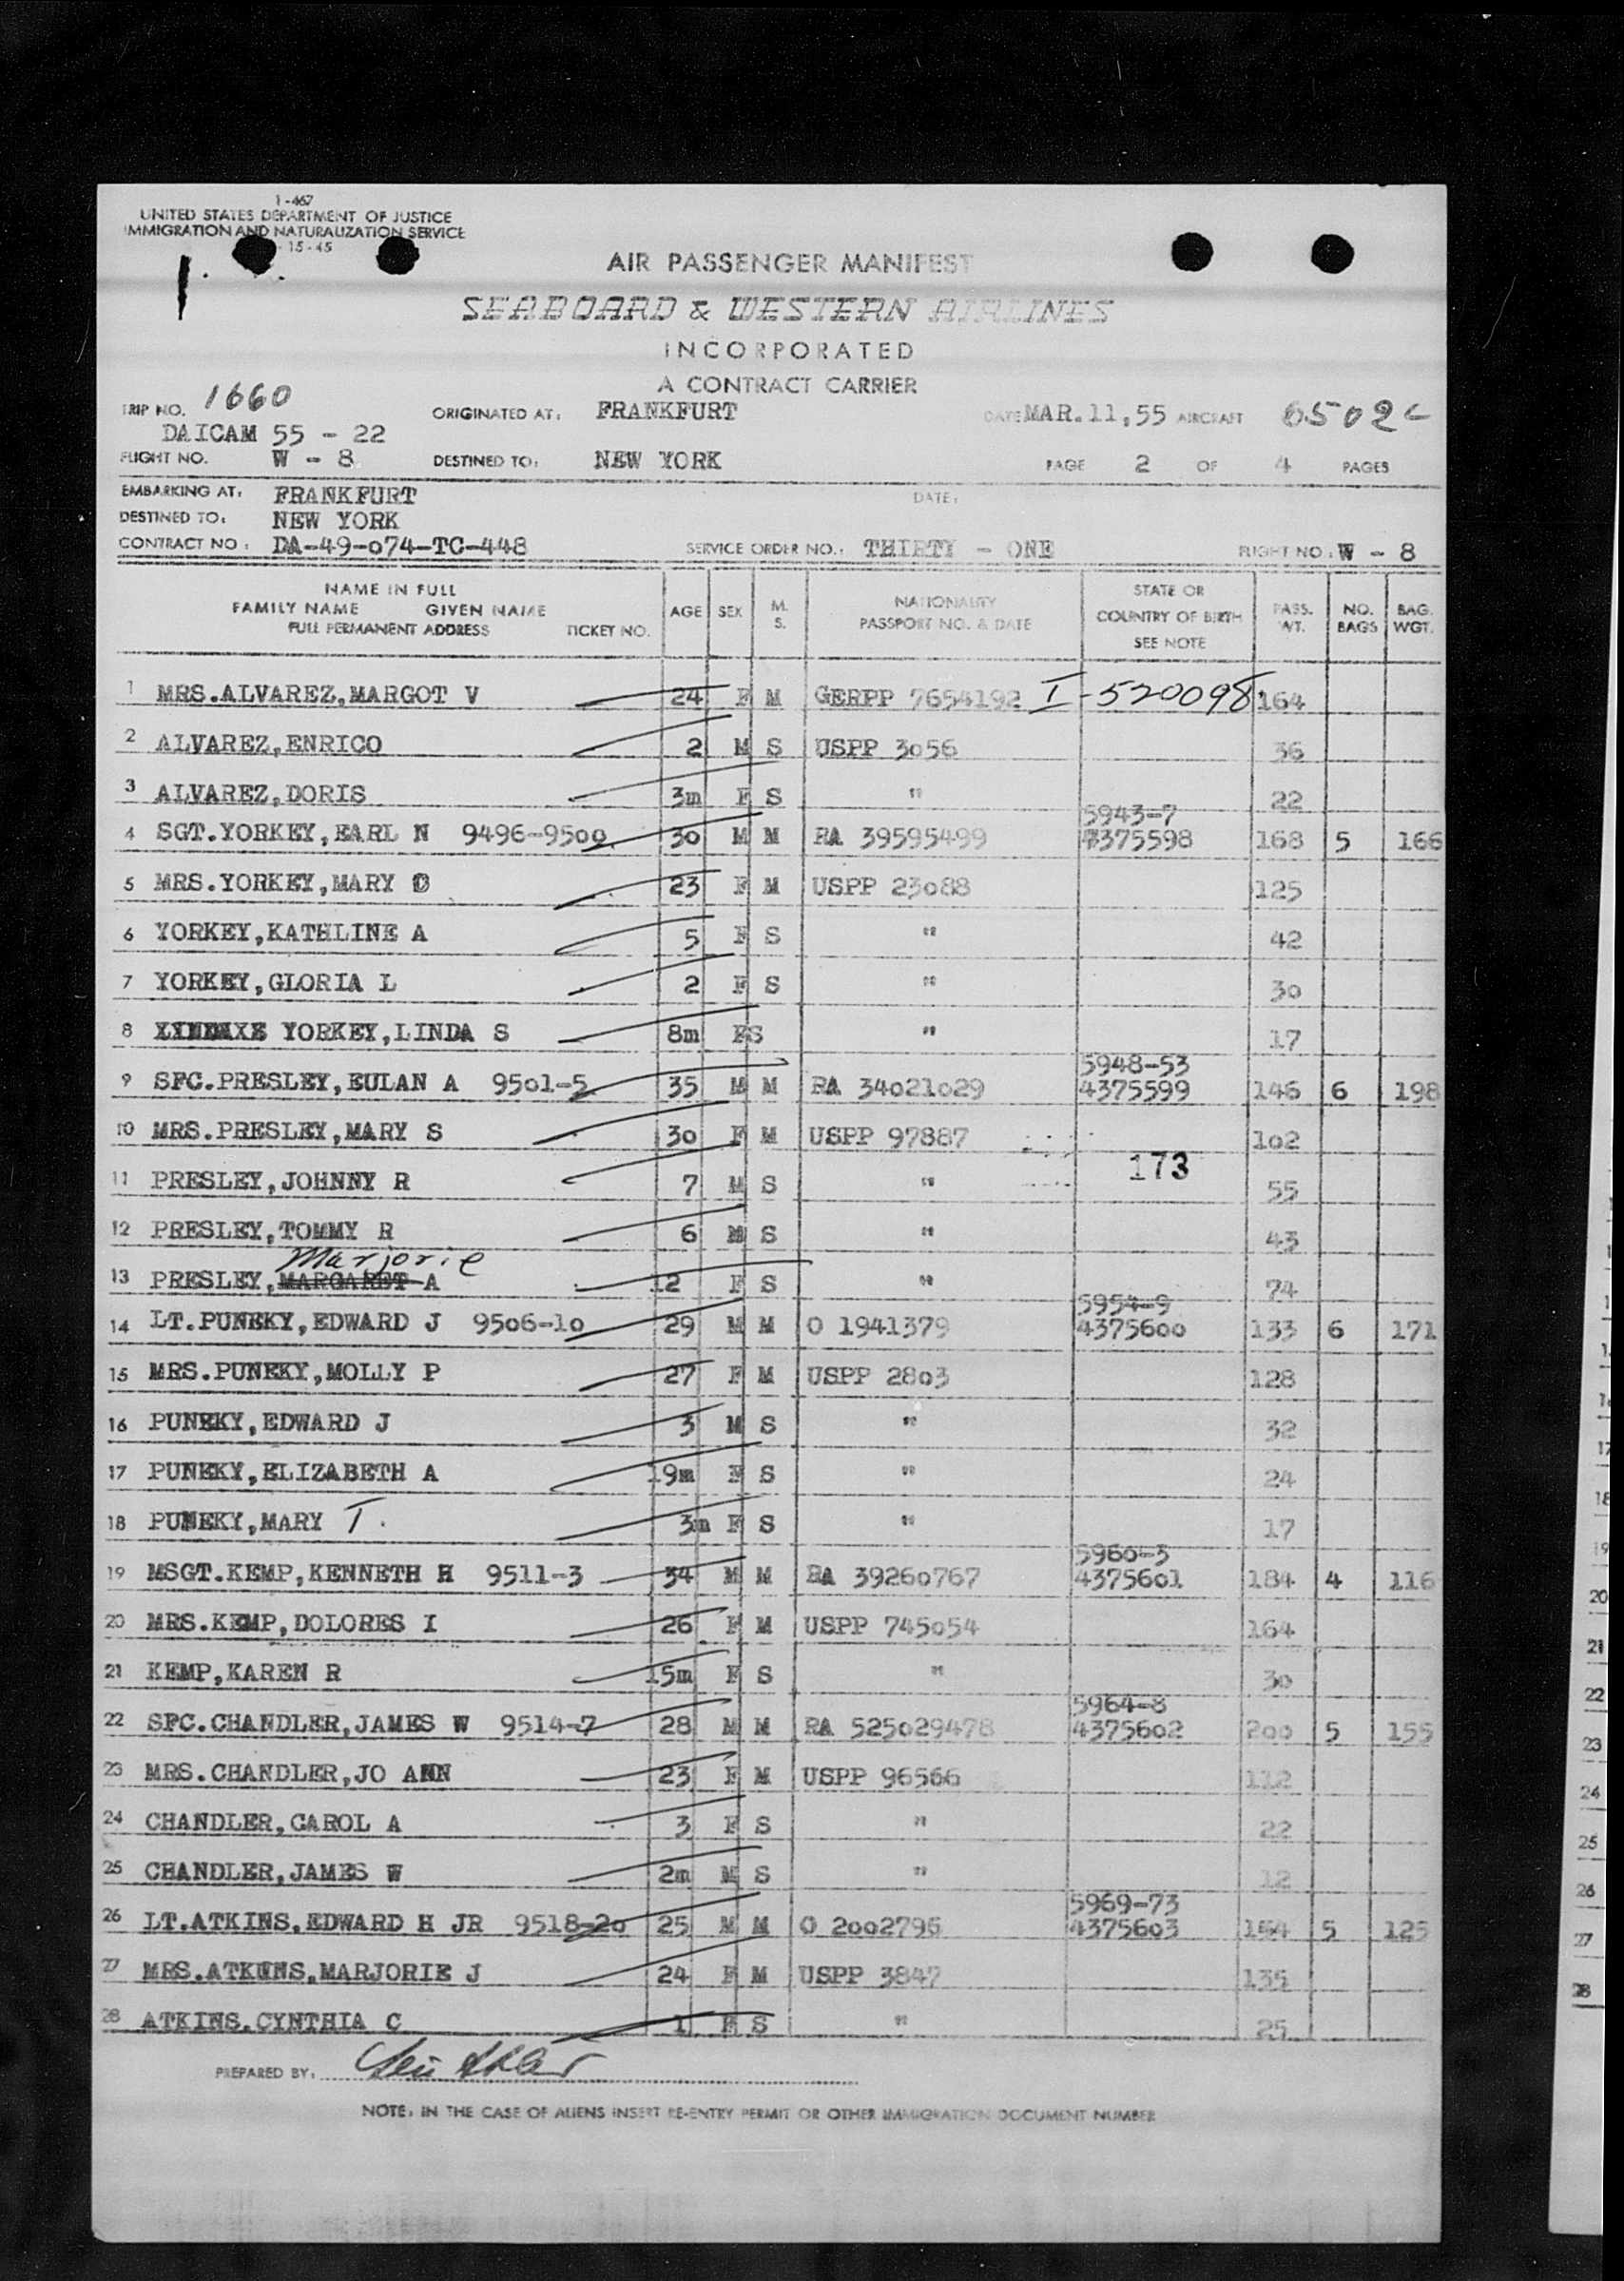 1-467
UNITED STATES DEPARTMENT OF JUSTICE
IMMIGRATION AND NATURALIZATION SERVICE
15-45
AIR PASSENGER MANIFEST
SEABOARD & WESTERN AIRLINES
INCORPORATED
A CONTRACT CARRIER
TRIP NO. 1660 ORIGINATED AT: FRANKFURT DATE MAR.11,55 AIRCRAFT 6502C
DAICAM 55 - 22
FLIGHT NO. W - 8 DESTINED TO: NEW YORK PAGE 2 OF 4 PAGES
EMBARKING AT: FRANKFURT DATE:
DESTINED TO: NEW YORK
CONTRACT NO: DA-49-074-TC-448 SERVICE ORDER NO.: THIRTY - ONE FLIGHT NO: W - 8
NAME IN FULL
FAMILY NAME GIVEN NAME
FULL PERMANENT ADDRESS TICKET NO. AGE SEX M. S. NATIONALITY PASSPORT NO. & DATE STATE OR COUNTRY OF BIRTH SEE NOTE PASS. WT. NO. BAGS BAG. WGT.
1 MRS.ALVAREZ,MARGOT V 24 F M GERPP 7654192 I-520098 164
2 ALVAREZ,ENRICO 2 M S USPP 3056 36
3 ALVAREZ,DORIS 3m F S " 22
5943-7
4 SGT.YORKEY,EARL N 9496-9500 30 M M RA 39595499 4375598 168 5 166
5 MRS.YORKEY,MARY C 23 F M USPP 23088 125
6 YORKEY,KATHLINE A 5 F S " 42
7 YORKEY,GLORIA L 2 F S " 30
8 YORKEY,LINDA S 8m F S " 17
5948-53
9 SFC.PRESLEY,EULAN A 9501-5 35 M M RA 34021029 4375599 146 6 198
10 MRS.PRESLEY,MARY S 30 F M USPP 97887 102
173
11 PRESLEY,JOHNNY R 7 M S " 55
12 PRESLEY,TOMMY R 6 M S " 43
Marjorie
13 PRESLEY,MARGARET A 12 F S " 74
5954-9
14 LT.PUNEKY,EDWARD J 9506-10 29 M M O 1941379 4375600 133 6 171
15 MRS.PUNEKY,MOLLY P 27 F M USPP 2803 128
16 PUNEKY,EDWARD J 3 M S " 32
17 PUNEKY,ELIZABETH A 19m F S " 24
18 PUNEKY,MARY T. 3m F S " 17
5960-3
19 MSGT.KEMP,KENNETH H 9511-3 34 M M RA 39260767 4375601 184 4 116
20 MRS.KEMP,DOLORES I 26 F M USPP 745054 164
21 KEMP,KAREN R 15m F S " 30
5964-8
22 SFC.CHANDLER,JAMES W 9514-7 28 M M RA 525029478 4375602 200 5 155
23 MRS.CHANDLER,JO ANN 23 F M USPP 96566 112
24 CHANDLER,CAROL A 3 F S " 22
25 CHANDLER,JAMES W 2m M S " 12
5969-73
26 LT.ATKINS,EDWARD H JR 9518-20 25 M M O 2002796 4375603 164 5 125
27 MRS.ATKINS,MARJORIE J 24 F M USPP 3847 135
28 ATKINS,CYNTHIA C 1 F S " 25
PREPARED BY:
NOTE: IN THE CASE OF ALIENS INSERT RE-ENTRY PERMIT OR OTHER IMMIGRATION DOCUMENT NUMBER